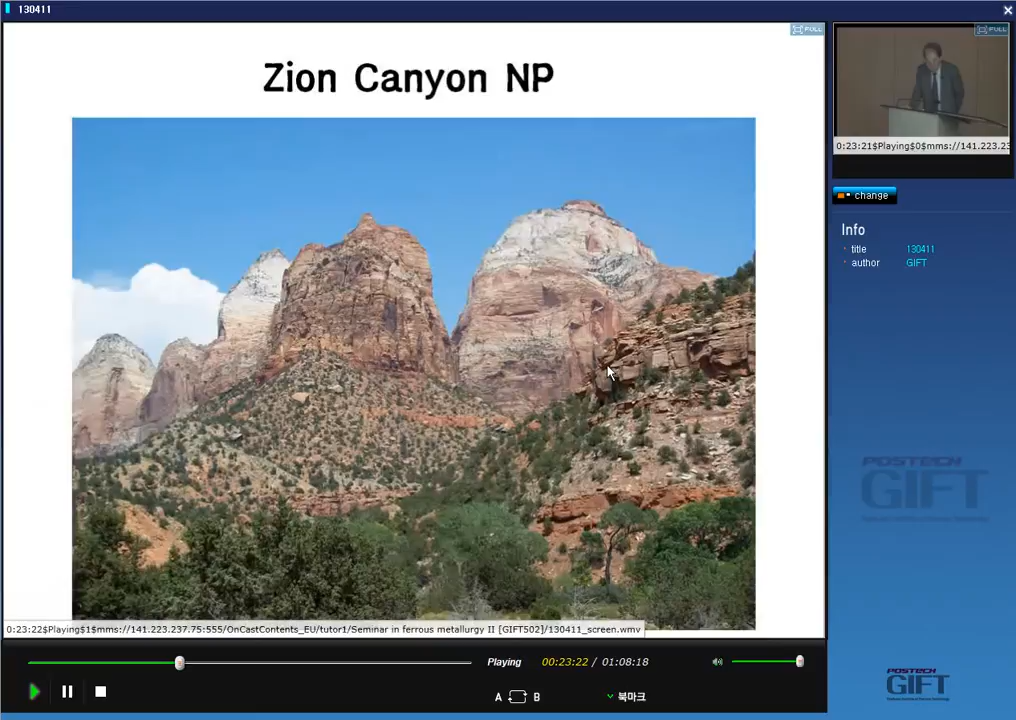 130411
FULL
FULL
Zion Canyon NP
0:23:21$Playing$0$mms://141.223.23
change
Info
title 130411
author GIFT
POSTECH
GIFT
0:23:22$Playing$1$mms://141.223.237.75:555/OnCastContents_EU/tutor1/Seminar in ferrous metallurgy II [GIFT502]/130411_screen.wmv
Playing 00:23:22 / 01:08:18
A B 북마크
POSTECH
GIFT